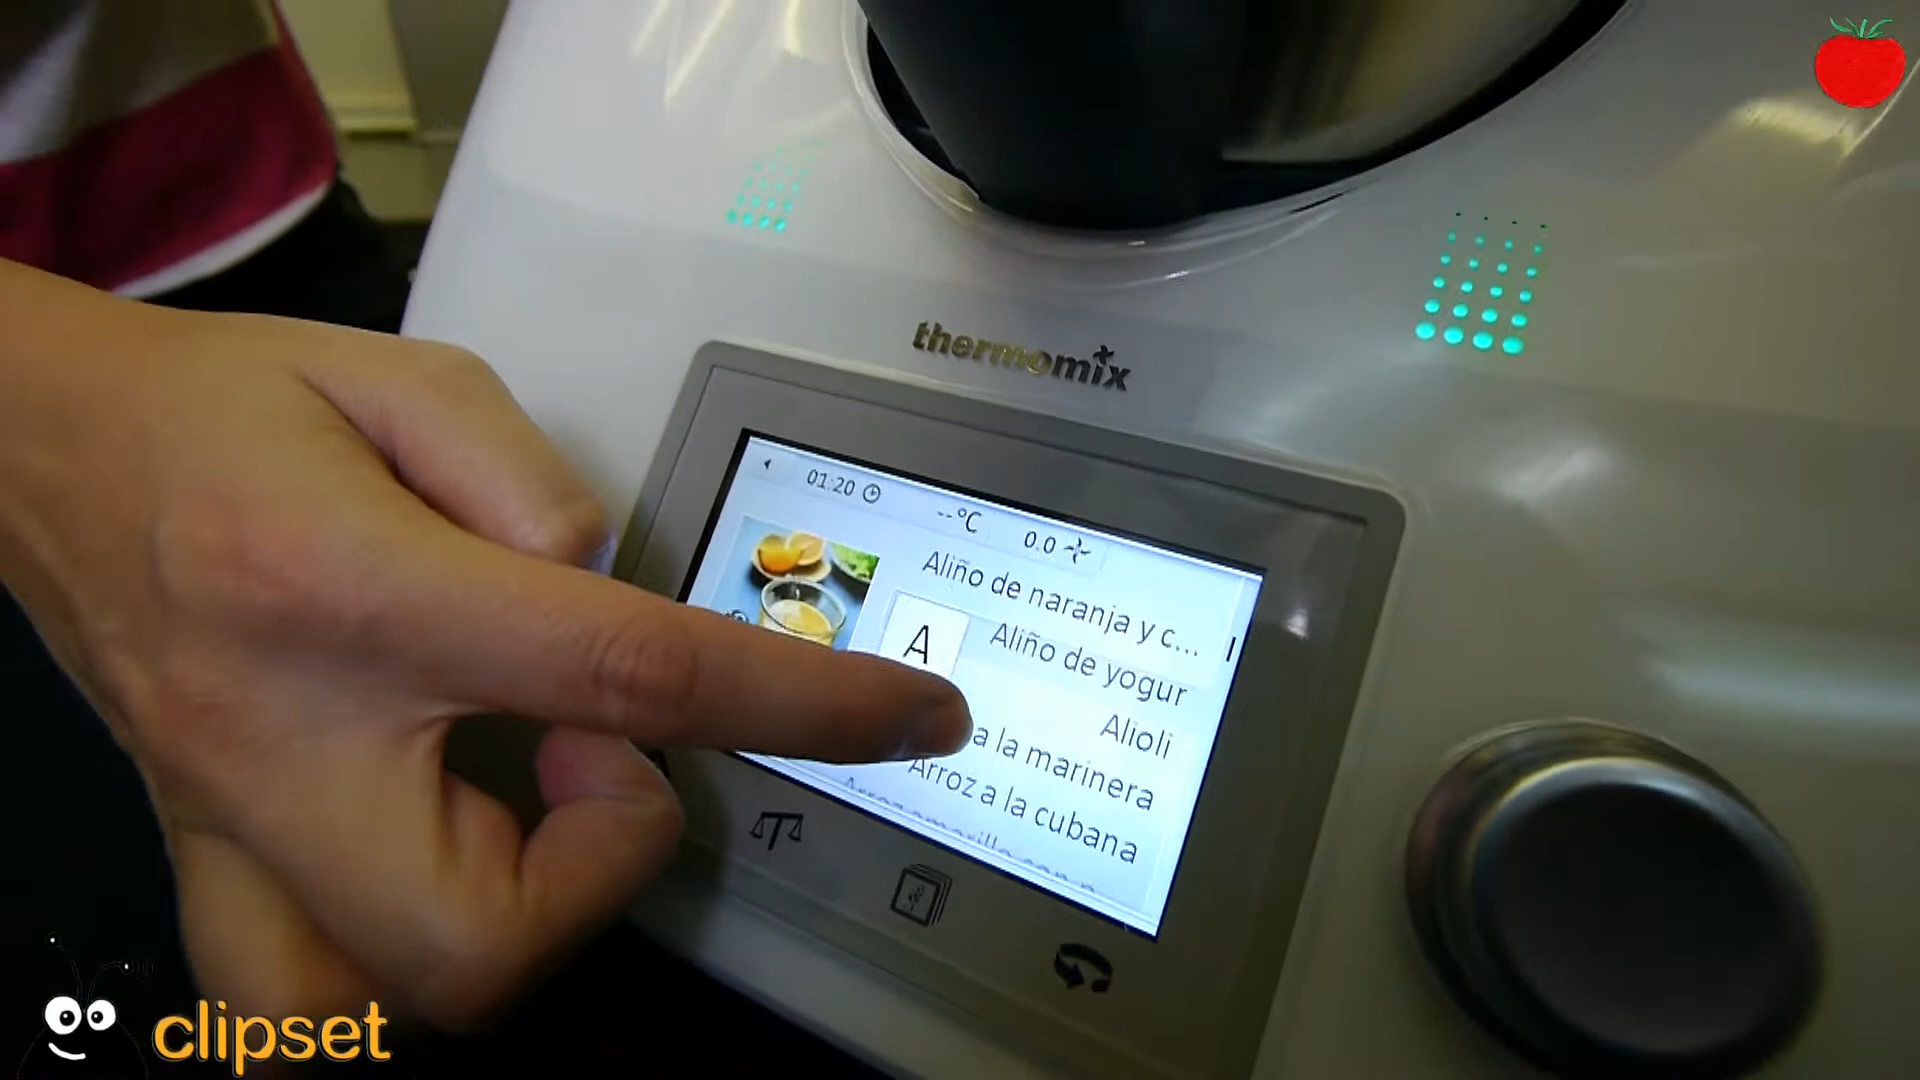 thermomix
01:20
--°C
0.0
Aliño de naranja y c...
A
Aliño de yogur
Alioli
a la marinera
Arroz a la cubana
clipset